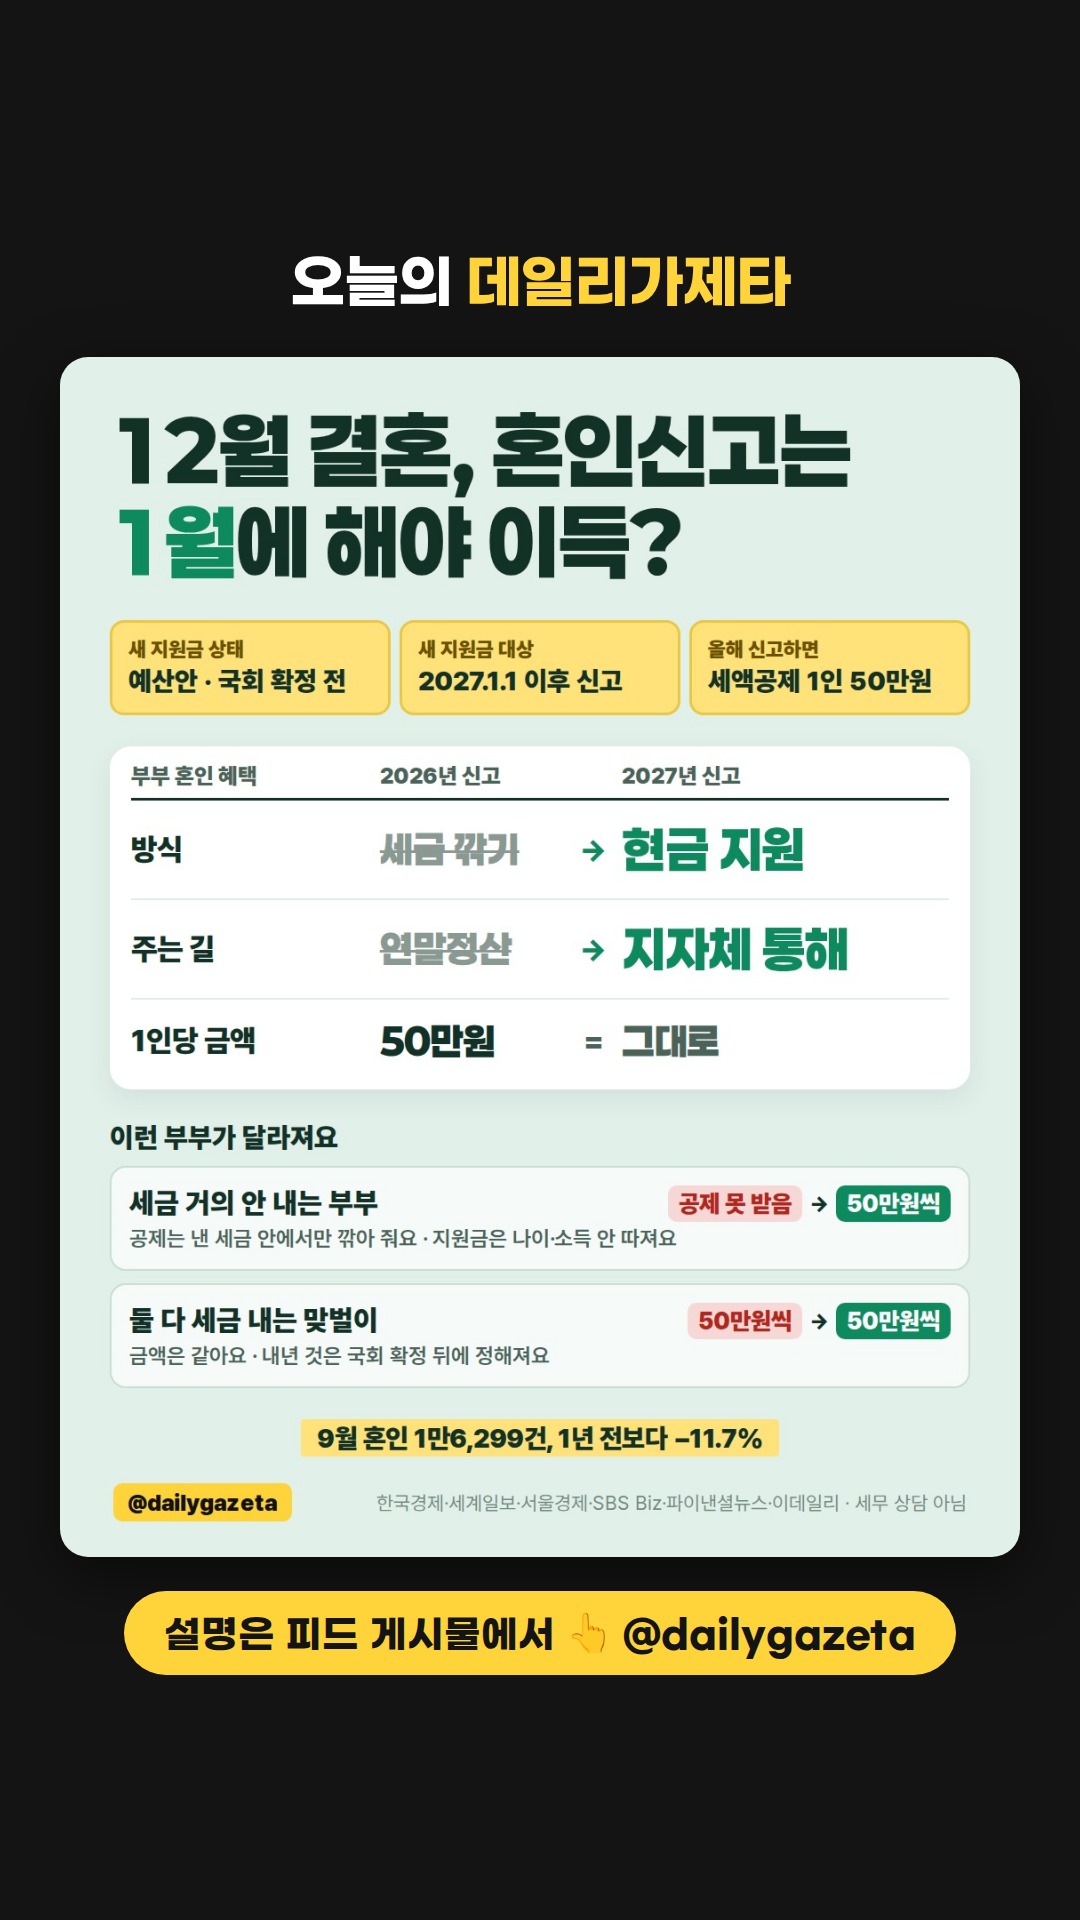 오늘의 데일리가제타
12월 결혼, 혼인신고는
1월에 해야 이득?
새 지원금 상태
예산안 · 국회 확정 전
새 지원금 대상
2027.1.1 이후 신고
올해 신고하면
세액공제 1인 50만원
부부 혼인 혜택 2026년 신고 2027년 신고
방식 세금 깎기 → 현금 지원
주는 길 연말정산 → 지자체 통해
1인당 금액 50만원 = 그대로
이런 부부가 달라져요
세금 거의 안 내는 부부 공제 못 받음 → 50만원씩
공제는 낸 세금 안에서만 깎아 줘요 · 지원금은 나이·소득 안 따져요
둘 다 세금 내는 맞벌이 50만원씩 → 50만원씩
금액은 같아요 · 내년 것은 국회 확정 뒤에 정해져요
9월 혼인 1만6,299건, 1년 전보다 –11.7%
@dailygazeta 한국경제·세계일보·서울경제·SBS Biz·파이낸셜뉴스·이데일리 · 세무 상담 아님
설명은 피드 게시물에서 👆 @dailygazeta